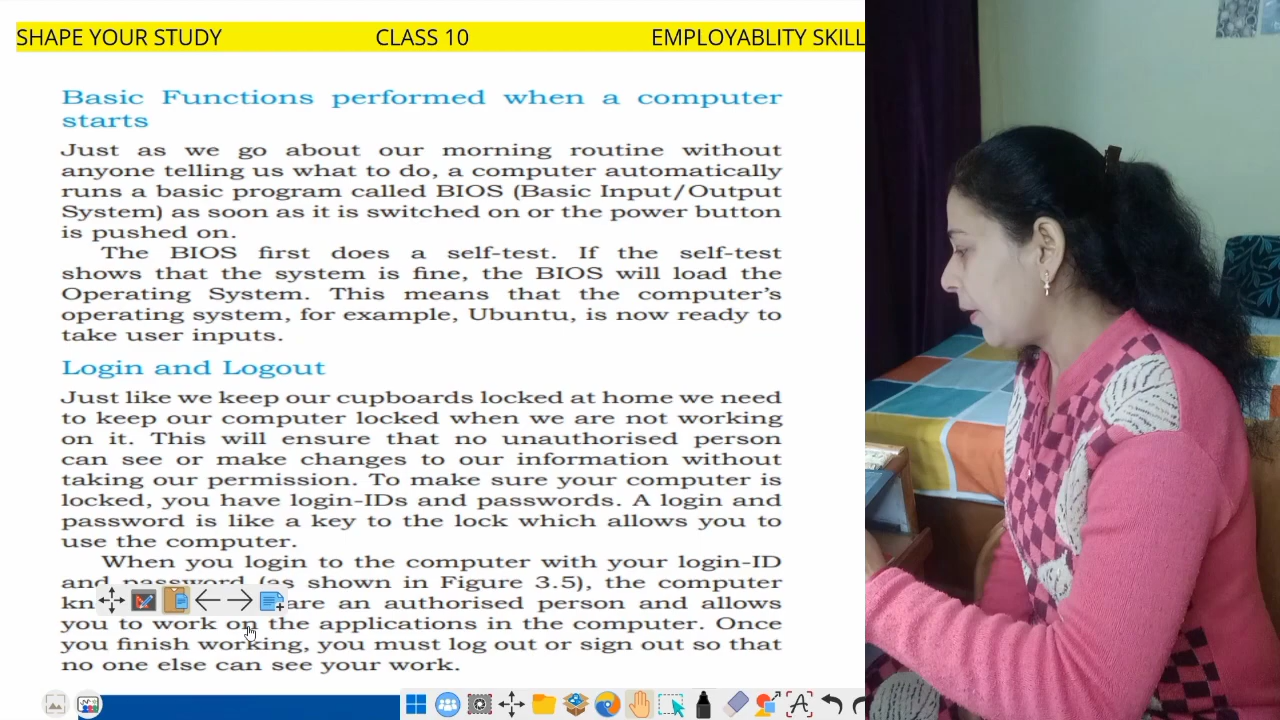 SHAPE YOUR STUDY CLASS 10 EMPLOYABLITY SKILL
Basic Functions performed when a computer
starts
Just as we go about our morning routine without
anyone telling us what to do, a computer automatically
runs a basic program called BIOS (Basic Input/Output
System) as soon as it is switched on or the power button
is pushed on.
The BIOS first does a self-test. If the self-test
shows that the system is fine, the BIOS will load the
Operating System. This means that the computer's
operating system, for example, Ubuntu, is now ready to
take user inputs.
Login and Logout
Just like we keep our cupboards locked at home we need
to keep our computer locked when we are not working
on it. This will ensure that no unauthorised person
can see or make changes to our information without
taking our permission. To make sure your computer is
locked, you have login-IDs and passwords. A login and
password is like a key to the lock which allows you to
use the computer.
When you login to the computer with your login-ID
and password (as shown in Figure 3.5), the computer
are an authorised person and allows
you to work on the applications in the computer. Once
you finish working, you must log out or sign out so that
no one else can see your work.